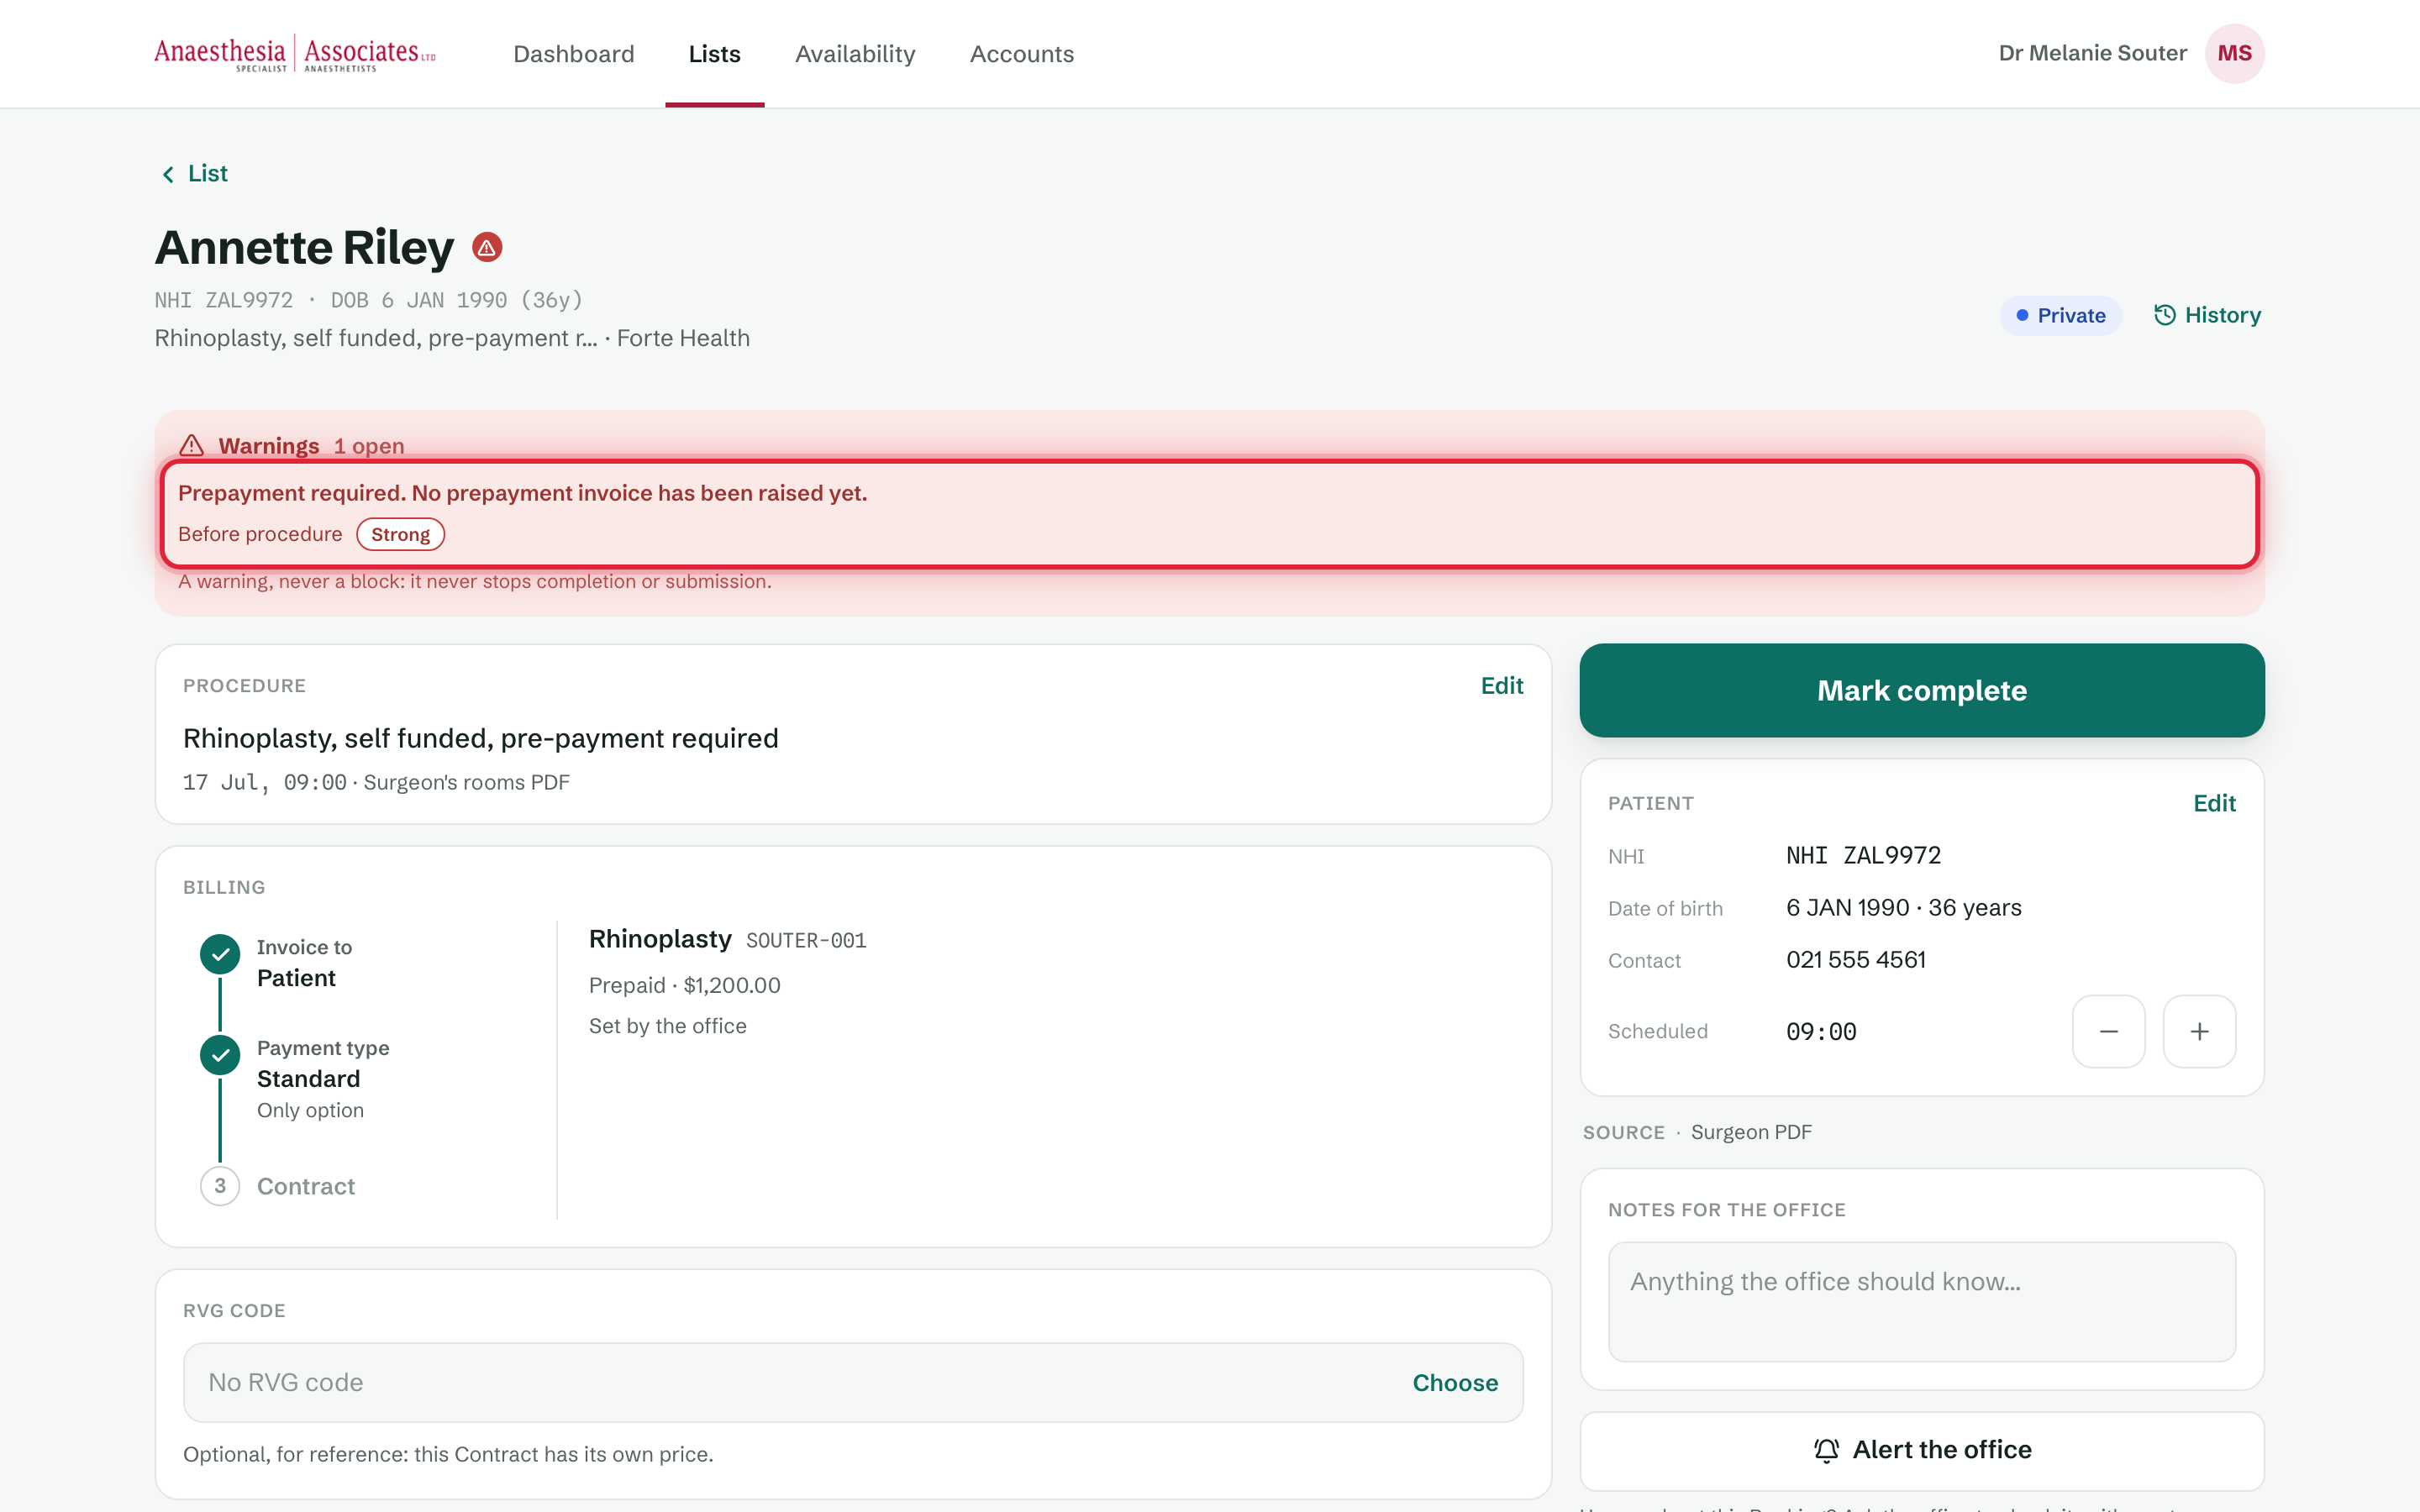 Anaesthesia | Associates LTD
SPECIALIST ANAESTHETISTS
Dashboard
Lists
Availability
Accounts
Dr Melanie Souter
MS
List
Annette Riley
NHI ZAL9972 · DOB 6 JAN 1990 (36y)
Rhinoplasty, self funded, pre-payment r... · Forte Health
Private
History
Warnings 1 open
Prepayment required. No prepayment invoice has been raised yet.
Before procedure Strong
A warning, never a block: it never stops completion or submission.
PROCEDURE
Edit
Rhinoplasty, self funded, pre-payment required
17 Jul, 09:00 · Surgeon's rooms PDF
BILLING
Invoice to
Patient
Payment type
Standard
Only option
3 Contract
Rhinoplasty SOUTER-001
Prepaid · $1,200.00
Set by the office
RVG CODE
No RVG code
Choose
Optional, for reference: this Contract has its own price.
Mark complete
PATIENT
Edit
NHI NHI ZAL9972
Date of birth 6 JAN 1990 · 36 years
Contact 021 555 4561
Scheduled 09:00 − +
SOURCE · Surgeon PDF
NOTES FOR THE OFFICE
Anything the office should know...
Alert the office